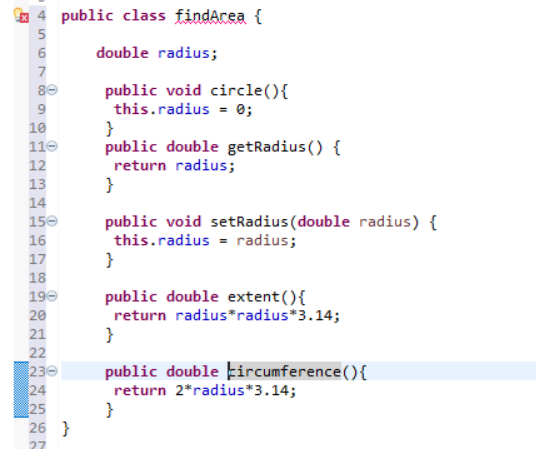 4 public class findArea {
5
6 double radius;
7
8 public void circle(){
9 this.radius = 0;
10 }
11 public double getRadius() {
12 return radius;
13 }
14
15 public void setRadius(double radius) {
16 this.radius = radius;
17 }
18
19 public double extent(){
20 return radius*radius*3.14;
21 }
22
23 public double circumference(){
24 return 2*radius*3.14;
25 }
26 }
27